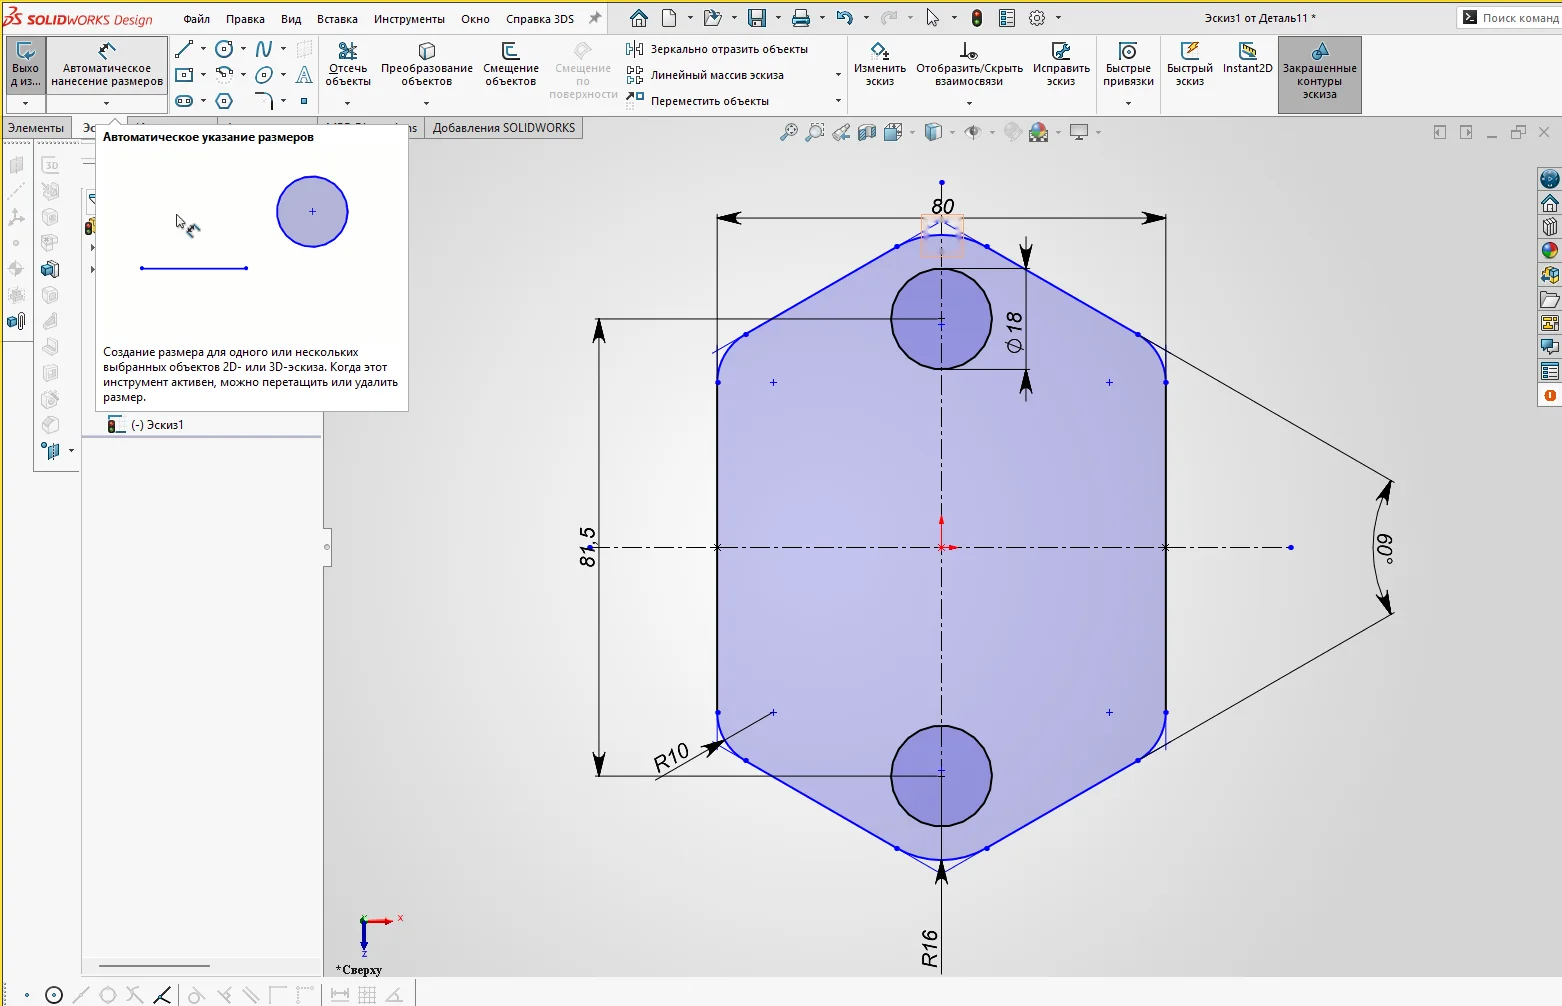 SOLIDWORKS Design
Файл Правка Вид Вставка Инструменты Окно Справка 3DS
Эскиз1 от Деталь11 *
Поиск команд
Выхо
д из...
Автоматическое
нанесение размеров
Отсечь
объекты
Преобразование
объектов
Смещение
объектов
Смещение
по
поверхности
Зеркально отразить объекты
Линейный массив эскиза
Переместить объекты
Изменить
эскиз
Отобразить/Скрыть
взаимосвязи
Исправить
эскиз
Быстрые
привязки
Быстрый
эскиз
Instant2D
Закрашенные
контуры
эскиза
Элементы
Добавления SOLIDWORKS
Автоматическое указание размеров
Создание размера для одного или нескольких
выбранных объектов 2D- или 3D-эскиза. Когда этот
инструмент активен, можно перетащить или удалить
размер.
(-) Эскиз1
80
∅18
81,5
60°
R10
R16
X
Z
*Сверху
3D